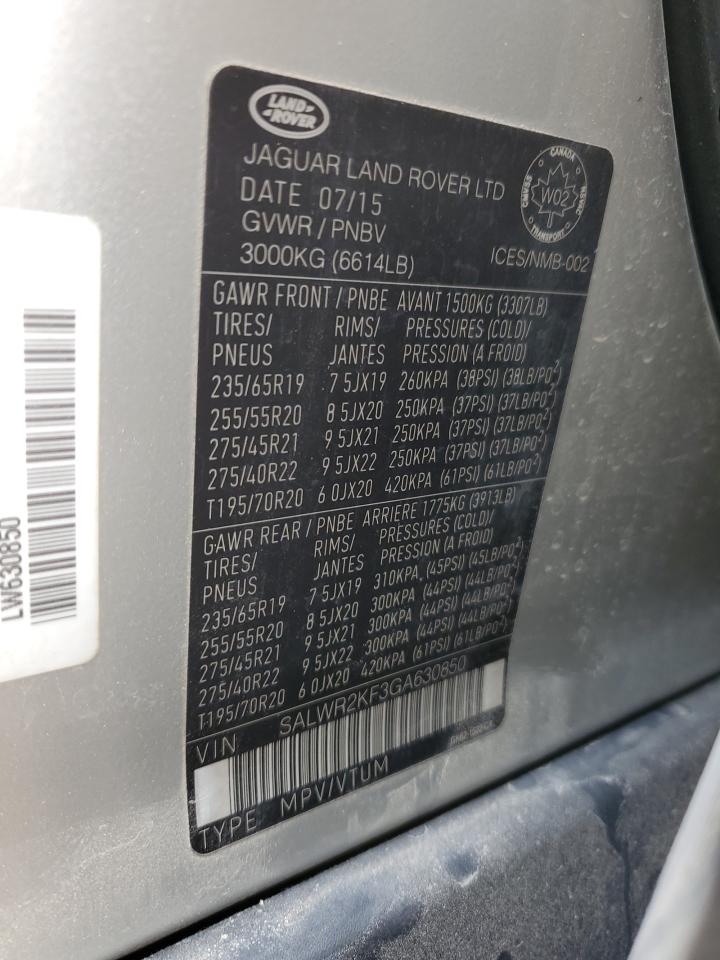 LAND ROVER
JAGUAR LAND ROVER LTD
DATE 07/15
GVWR / PNBV
3000KG (6614LB)
CANADA
CMVSS
NSVAC
W02
TRANSPORT
ICES/NMB-002
GAWR FRONT / PNBE AVANT 1500KG (3307LB)
TIRES/ RIMS/ PRESSURES (COLD)/
PNEUS JANTES PRESSION (A FROID)
235/65R19 7 5JX19 260KPA (38PSI) (38LB/PO²)
255/55R20 8 5JX20 250KPA (37PSI) (37LB/PO²)
275/45R21 9 5JX21 250KPA (37PSI) (37LB/PO²)
275/40R22 9 5JX22 250KPA (37PSI) (37LB/PO²)
T195/70R20 6 0JX20 420KPA (61PSI) (61LB/PO²)
GAWR REAR / PNBE ARRIERE 1775KG (3913LB)
TIRES/ RIMS/ PRESSURES (COLD)/
PNEUS JANTES PRESSION (A FROID)
235/65R19 7 5JX19 310KPA (45PSI) (45LB/PO²)
255/55R20 8 5JX20 300KPA (44PSI) (44LB/PO²)
275/45R21 9 5JX21 300KPA (44PSI) (44LB/PO²)
275/40R22 9 5JX22 300KPA (44PSI) (44LB/PO²)
T195/70R20 6 0JX20 420KPA (61PSI) (61LB/PO²)
VIN SALWR2KF3GA630850
TYPE MPV/VTUM
LW630850